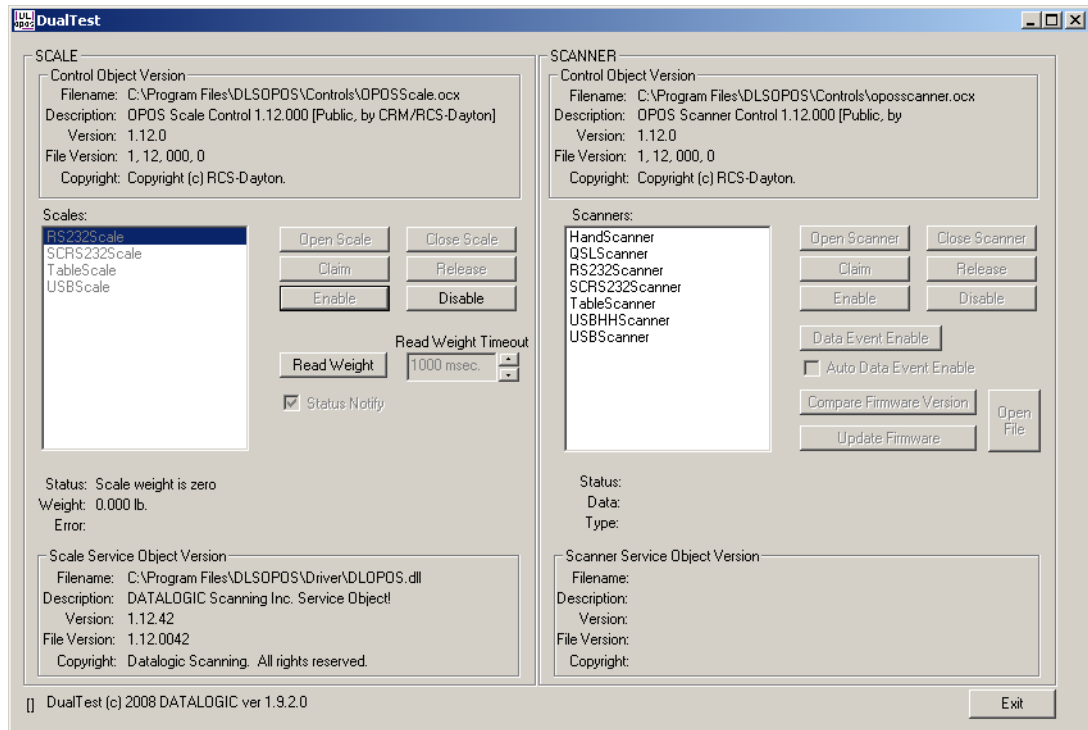 UL
opos
DualTest
SCALE
Control Object Version
Filename: C:\Program Files\DLSOPOS\Controls\OPOSScale.ocx
Description: OPOS Scale Control 1.12.000 [Public, by CRM/RCS-Dayton]
Version: 1.12.0
File Version: 1, 12, 000, 0
Copyright: Copyright (c) RCS-Dayton.
Scales:
RS232Scale
SCRS232Scale
TableScale
USBScale
Open Scale
Close Scale
Claim
Release
Enable
Disable
Read Weight Timeout
Read Weight
1000 msec.
Status Notify
Status: Scale weight is zero
Weight: 0.000 lb.
Error:
Scale Service Object Version
Filename: C:\Program Files\DLSOPOS\Driver\DLOPOS.dll
Description: DATALOGIC Scanning Inc. Service Object!
Version: 1.12.42
File Version: 1.12.0042
Copyright: Datalogic Scanning. All rights reserved.
SCANNER
Control Object Version
Filename: C:\Program Files\DLSOPOS\Controls\oposscanner.ocx
Description: OPOS Scanner Control 1.12.000 [Public, by
Version: 1.12.0
File Version: 1, 12, 000, 0
Copyright: Copyright (c) RCS-Dayton.
Scanners:
HandScanner
QSLScanner
RS232Scanner
SCRS232Scanner
TableScanner
USBHHScanner
USBScanner
Open Scanner
Close Scanner
Claim
Release
Enable
Disable
Data Event Enable
Auto Data Event Enable
Compare Firmware Version
Update Firmware
Open
File
Status:
Data:
Type:
Scanner Service Object Version
Filename:
Description:
Version:
File Version:
Copyright:
[] DualTest (c) 2008 DATALOGIC ver 1.9.2.0
Exit